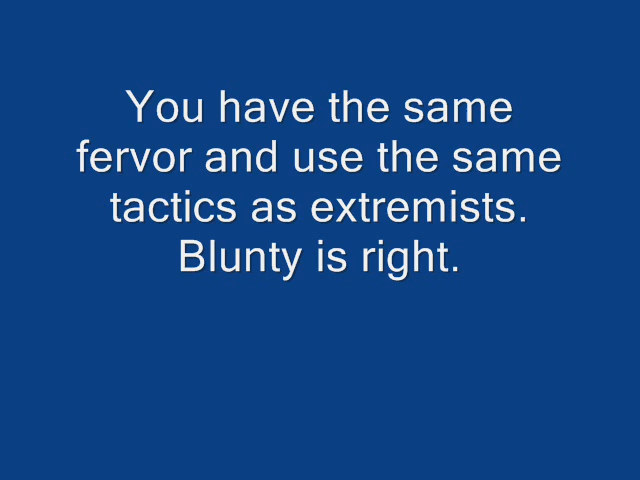 You have the same
fervor and use the same
tactics as extremists.
Blunty is right.